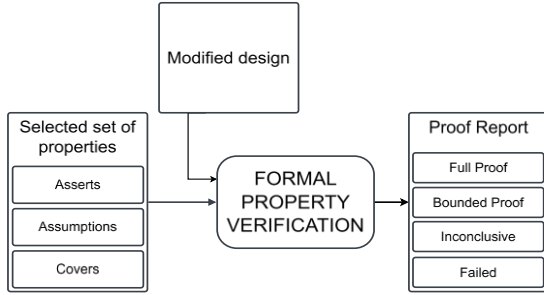 Modified design
Selected set of
properties
Asserts
Assumptions
Covers
FORMAL
PROPERTY
VERIFICATION
Proof Report
Full Proof
Bounded Proof
Inconclusive
Failed